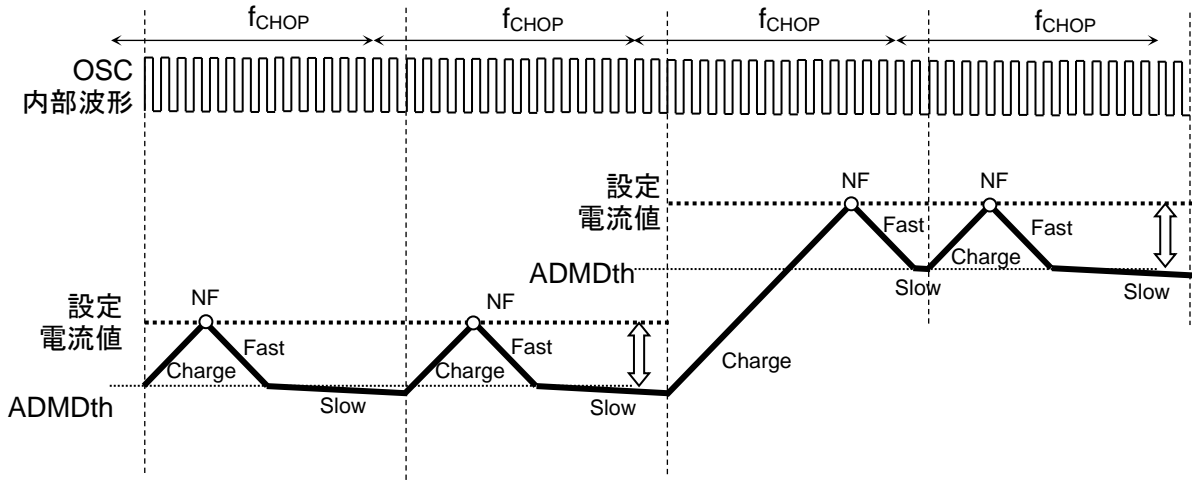 fCHOP fCHOP fCHOP fCHOP
OSC
内部波形
設定
電流値
NF
NF
Fast
Fast
ADMDth
Charge
Slow
Slow
設定
電流値
NF
NF
Fast
Fast
Charge
Charge
Charge
ADMDth
Slow
Slow